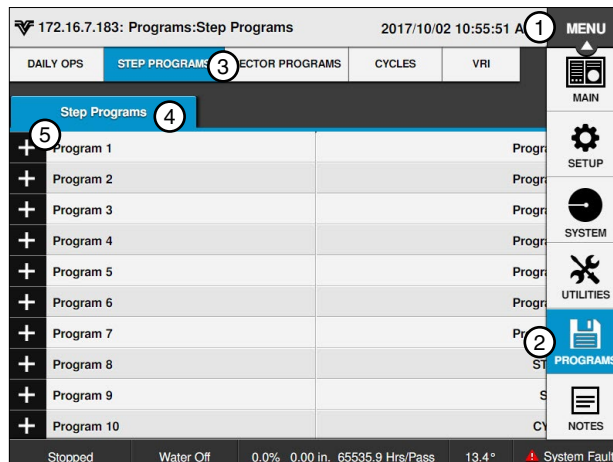 172.16.7.183: Programs:Step Programs 2017/10/02 10:55:51 A 1 MENU
DAILY OPS STEP PROGRAMS 3 ECTOR PROGRAMS CYCLES VRI
MAIN
Step Programs 4
5
Program 1 Progr
SETUP
Program 2 Progr
Program 3 Progr
SYSTEM
Program 4 Progr
Program 5 Progr
UTILITIES
Program 6 Progr
Program 7 Pr
2
Program 8 ST
PROGRAMS
Program 9 S
Program 10 CY
NOTES
Stopped Water Off 0.0% 0.00 in. 65535.9 Hrs/Pass 13.4° System Fault